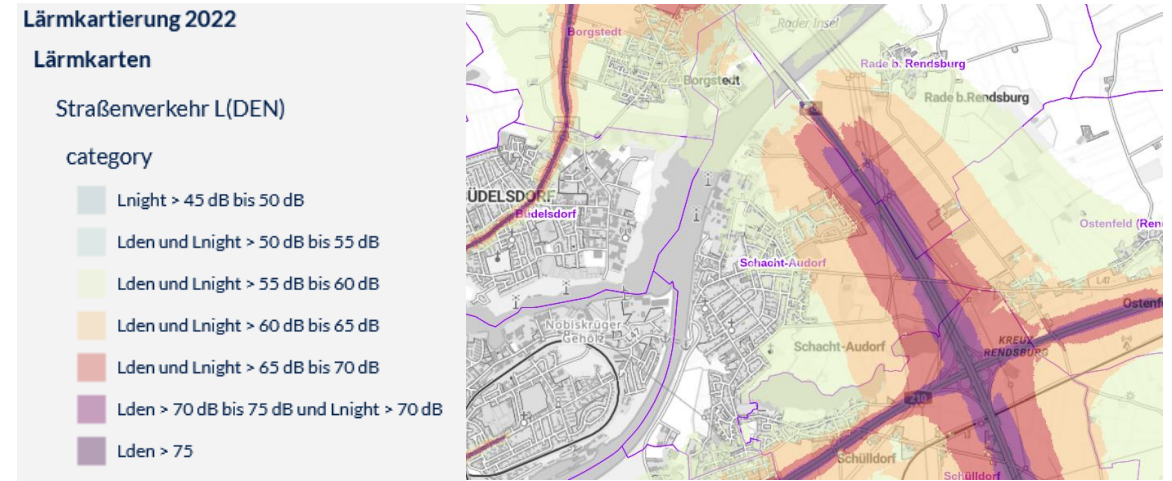 Lärmkartierung 2022
Lärmkarten
Straßenverkehr L(DEN)
category
Lnight > 45 dB bis 50 dB
Lden und Lnight > 50 dB bis 55 dB
Lden und Lnight > 55 dB bis 60 dB
Lden und Lnight > 60 dB bis 65 dB
Lden und Lnight > 65 dB bis 70 dB
Lden > 70 dB bis 75 dB und Lnight > 70 dB
Lden > 75
Rader Insel
Borgstedt
Rade b. Rendsburg
Borgstedt
Rade b.Rendsburg
ÜDELSDORF
Büdelsdorf
Ostenfeld (Ren
Schacht-Audorf
L47
Ostenf
Nobiskrüger
Gehölz
Schacht-Audorf
KREUZ
RENDSBURG
210
Schülldorf
Schülldorf